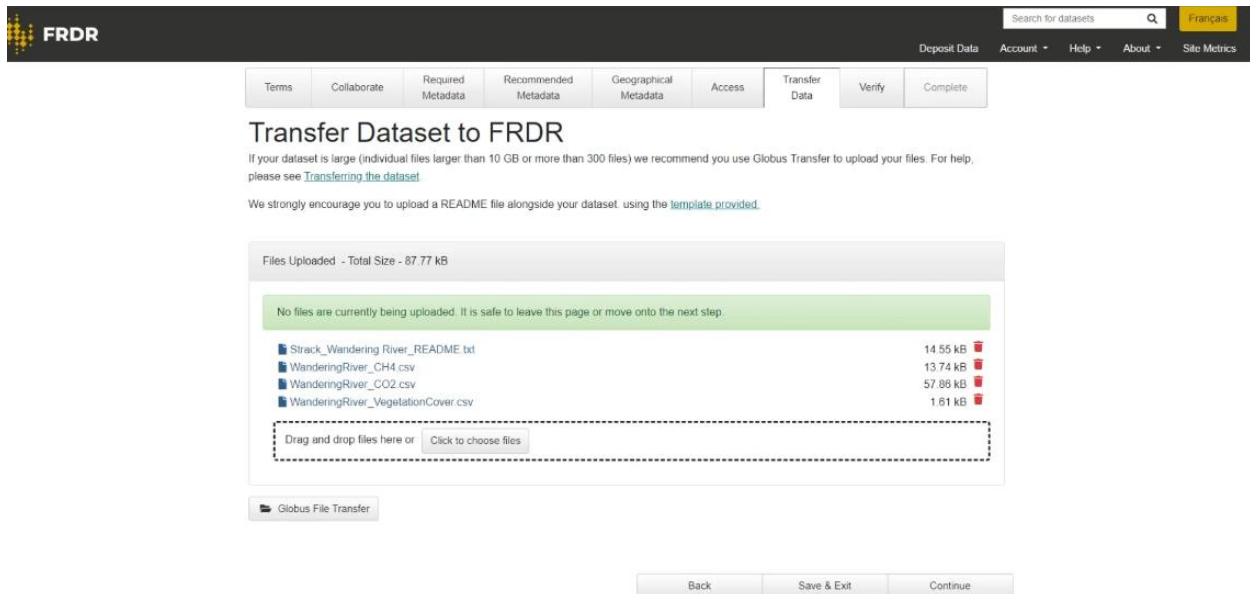 FRDR
Search for datasets
Français
Deposit Data Account Help About Site Metrics
Terms Collaborate Required Metadata Recommended Metadata Geographical Metadata Access Transfer Data Verify Complete
Transfer Dataset to FRDR
If your dataset is large (individual files larger than 10 GB or more than 300 files) we recommend you use Globus Transfer to upload your files. For help,
please see Transferring the dataset
We strongly encourage you to upload a README file alongside your dataset. using the template provided.
Files Uploaded - Total Size - 87.77 kB
No files are currently being uploaded. It is safe to leave this page or move onto the next step.
Strack_Wandering River_README.txt 14.55 kB
WanderingRiver_CH4.csv 13.74 kB
WanderingRiver_CO2.csv 57.86 kB
WanderingRiver_VegetationCover.csv 1.61 kB
Drag and drop files here or Click to choose files
Globus File Transfer
Back Save & Exit Continue